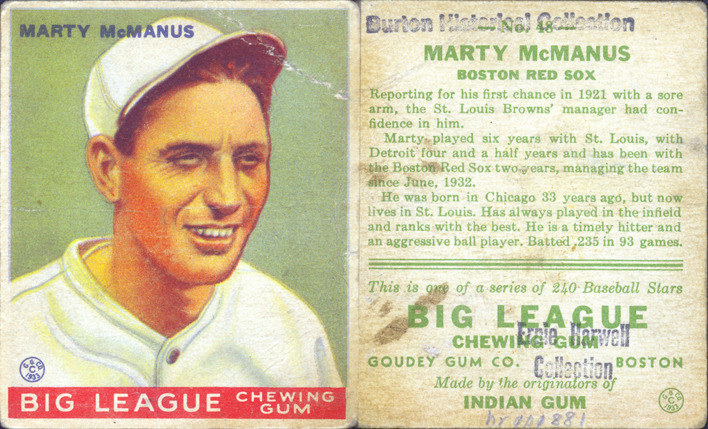 MARTY McMANUS
G.G.CO.
C
1933
BIG LEAGUE CHEWING GUM
Burton Historical Collection
— No. 48 —
MARTY McMANUS
BOSTON RED SOX
Reporting for his first chance in 1921 with a sore
arm, the St. Louis Browns' manager had con-
fidence in him.
Marty played six years with St. Louis, with
Detroit four and a half years and has been with
the Boston Red Sox two years, managing the team
since June, 1932.
He was born in Chicago 33 years ago, but now
lives in St. Louis. Has always played in the infield
and ranks with the best. He is a timely hitter and
an aggressive ball player. Batted .235 in 93 games.
This is one of a series of 240 Baseball Stars
BIG LEAGUE
CHEWING GUM
Ernie Harwell
GOUDEY GUM CO. BOSTON
Collection
Made by the originators of
INDIAN GUM
G.G.CO.
C
1933